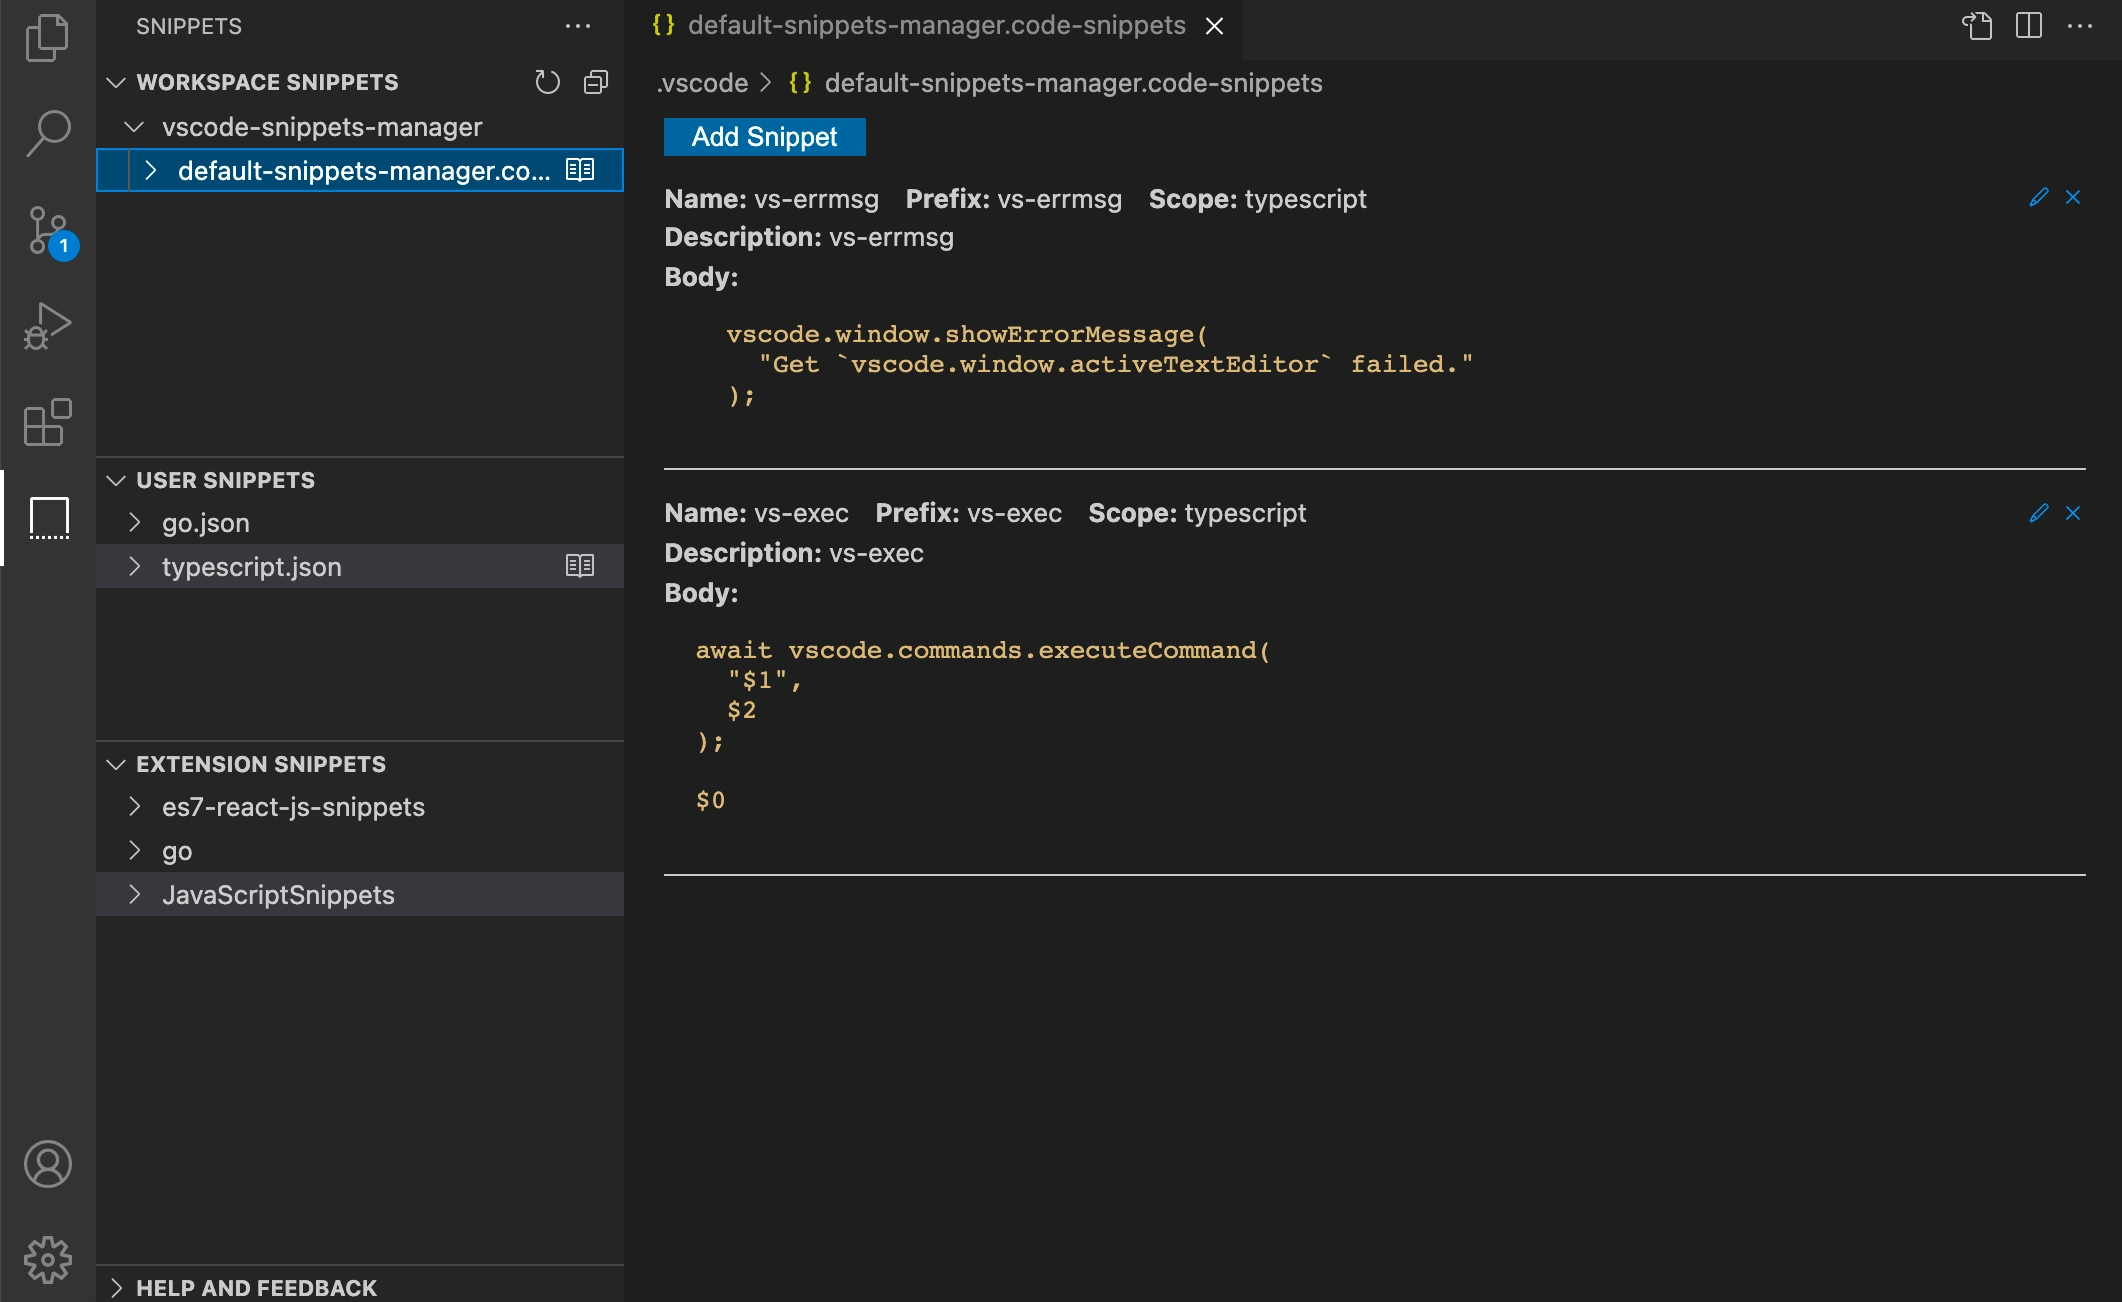 SNIPPETS
WORKSPACE SNIPPETS
vscode-snippets-manager
default-snippets-manager.co...
1
USER SNIPPETS
go.json
typescript.json
EXTENSION SNIPPETS
es7-react-js-snippets
go
JavaScriptSnippets
HELP AND FEEDBACK
{} default-snippets-manager.code-snippets
.vscode > {} default-snippets-manager.code-snippets
Add Snippet
Name: vs-errmsg Prefix: vs-errmsg Scope: typescript
Description: vs-errmsg
Body:
vscode.window.showErrorMessage(
"Get `vscode.window.activeTextEditor` failed."
);
Name: vs-exec Prefix: vs-exec Scope: typescript
Description: vs-exec
Body:
await vscode.commands.executeCommand(
"$1",
$2
);
$0